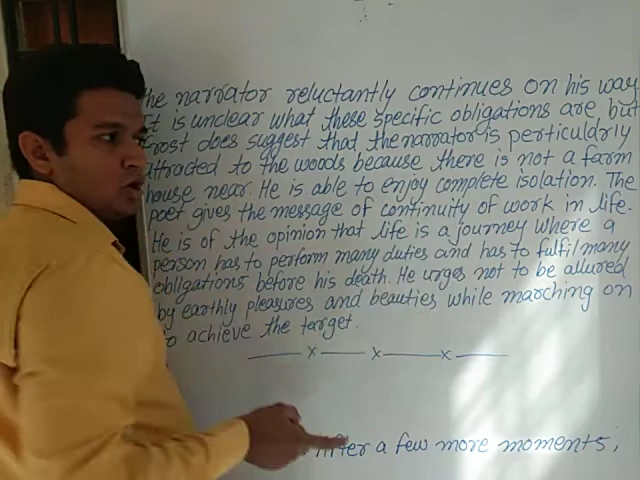 the narrator reluctantly continues on his way
It is unclear what these specific obligations are but
Frost does suggest that the narrator is perticuldrly
attracted to the woods because there is not a farm
house near. He is able to enjoy complete isolation. The
poet gives the message of continuity of work in life.
He is of the opinion that life is a journey where a
person has to perform many duties and has to fulfil many
obligations before his death. He urges not to be allured
by earthly pleasures and beauties while marching on
to achieve the target.
x x x
After a few more moments,